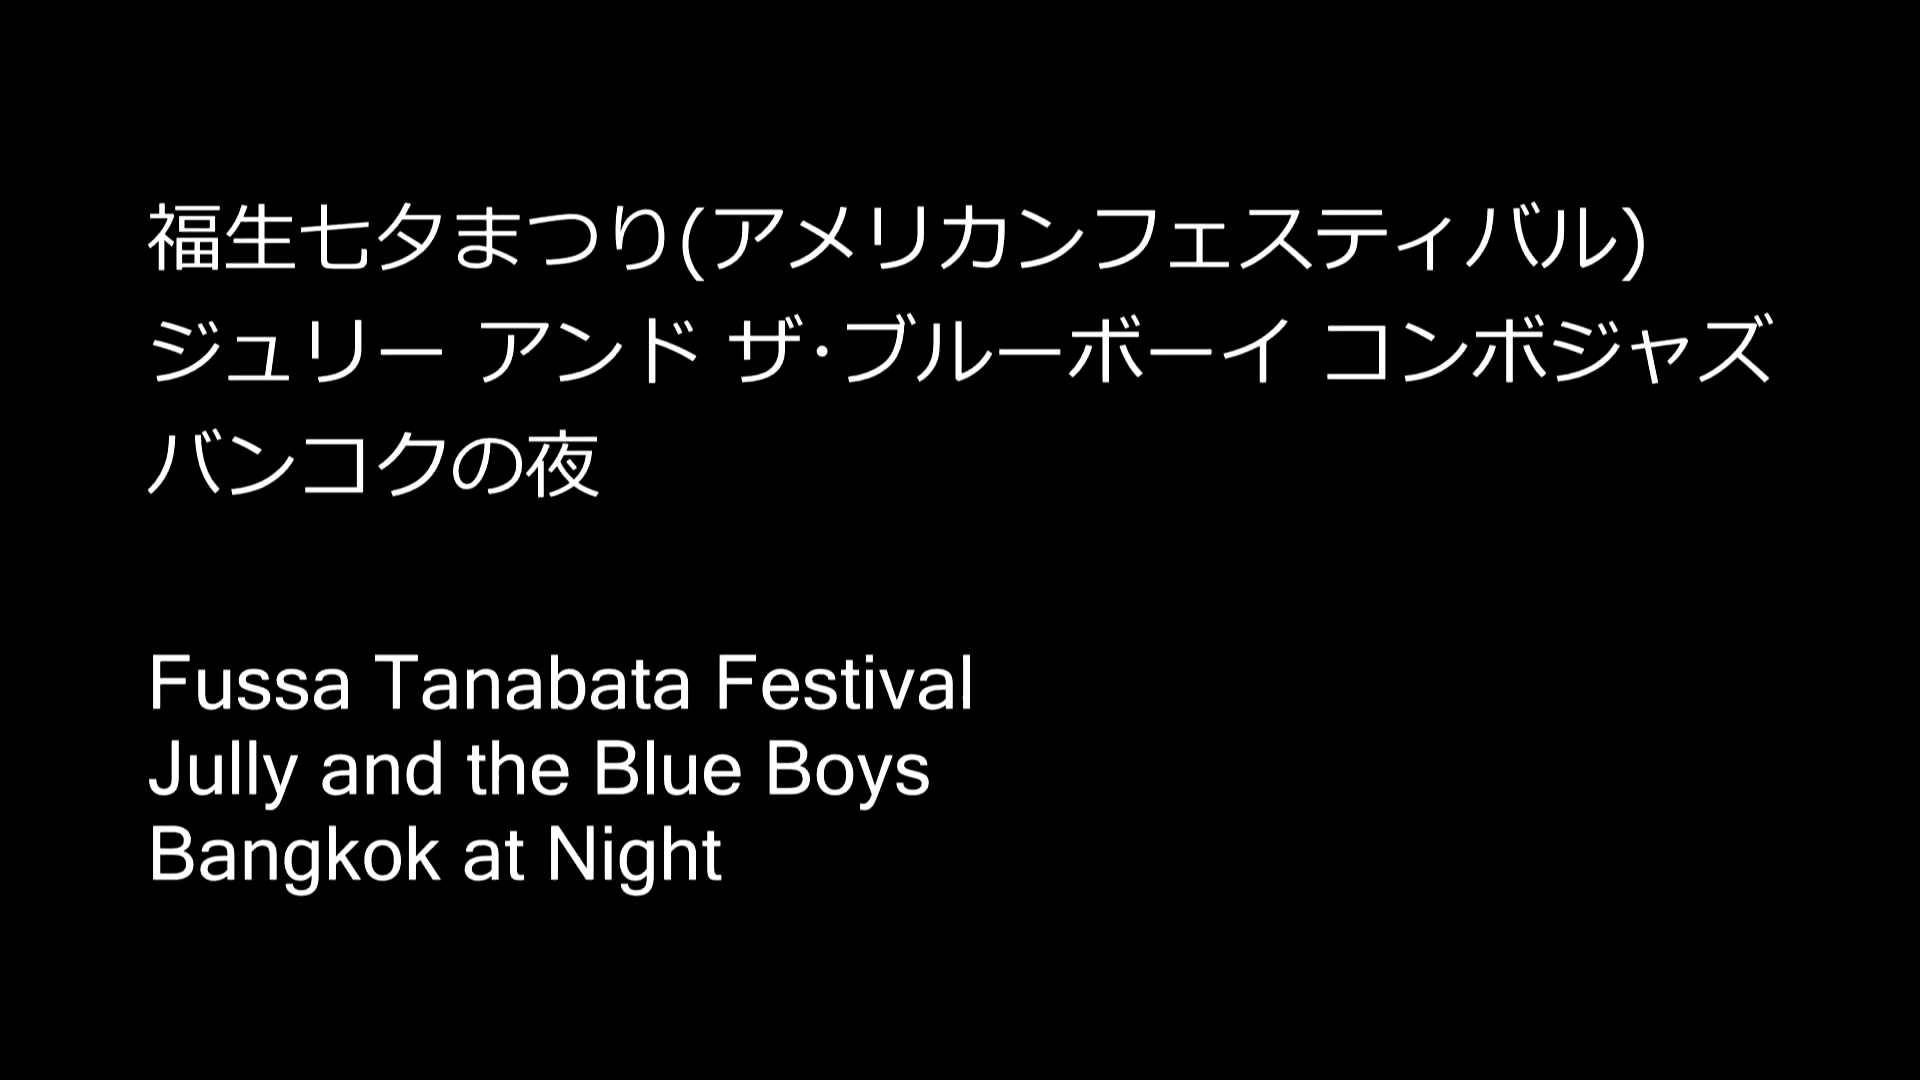 福生七夕まつり(アメリカンフェスティバル)
ジュリー アンド ザ･ブルーボーイ コンボジャズ
バンコクの夜
Fussa Tanabata Festival
Jully and the Blue Boys
Bangkok at Night